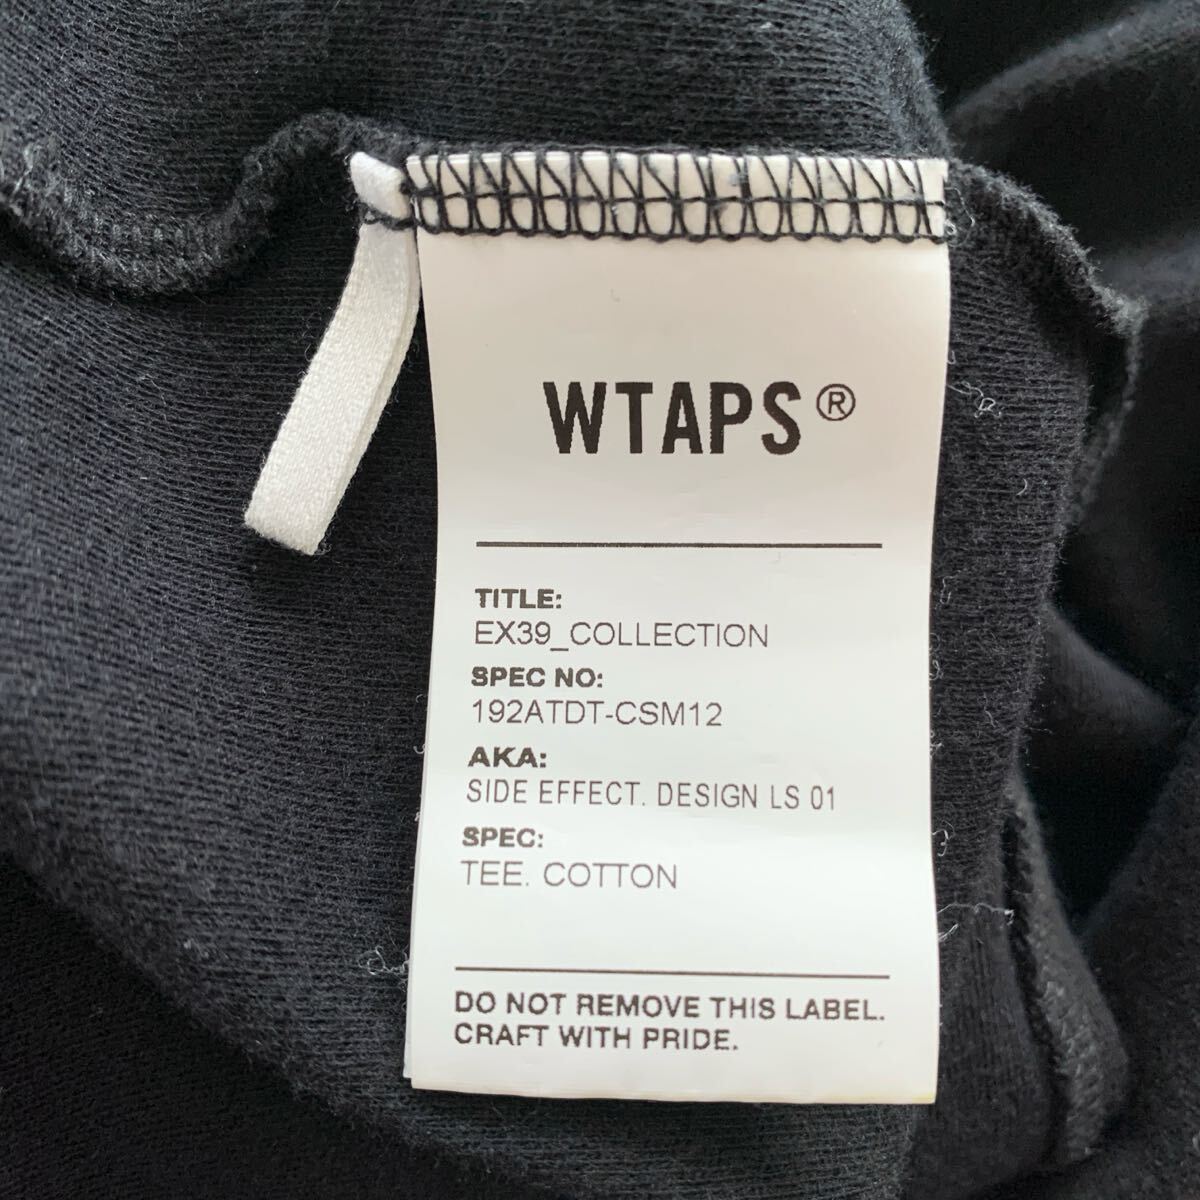 WTAPS®
TITLE:
EX39_COLLECTION
SPEC NO:
192ATDT-CSM12
AKA:
SIDE EFFECT. DESIGN LS 01
SPEC:
TEE. COTTON
DO NOT REMOVE THIS LABEL.
CRAFT WITH PRIDE.